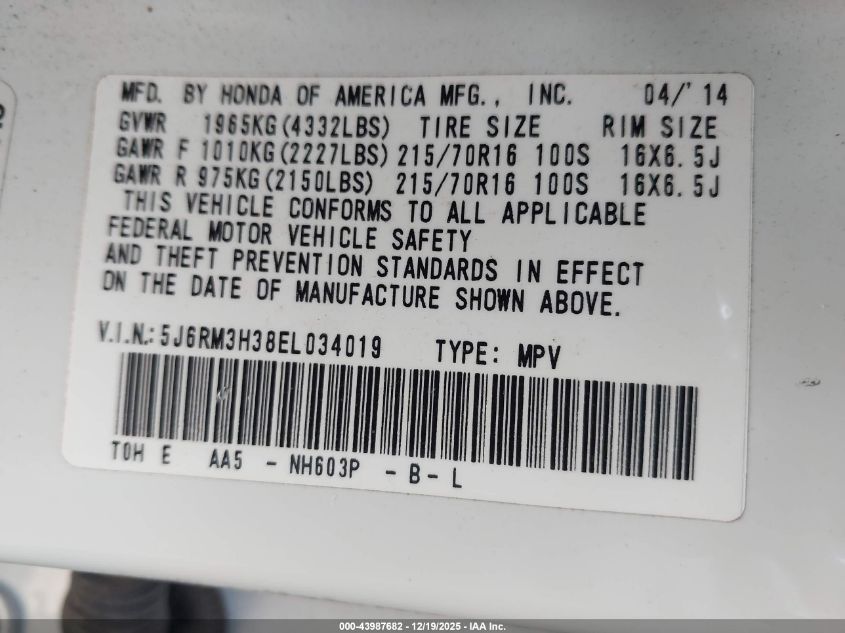 MFD. BY HONDA OF AMERICA MFG., INC. 04/'14
GVWR 1965KG(4332LBS) TIRE SIZE RIM SIZE
GAWR F 1010KG(2227LBS) 215/70R16 100S 16X6.5J
GAWR R 975KG(2150LBS) 215/70R16 100S 16X6.5J
THIS VEHICLE CONFORMS TO ALL APPLICABLE
FEDERAL MOTOR VEHICLE SAFETY
AND THEFT PREVENTION STANDARDS IN EFFECT
ON THE DATE OF MANUFACTURE SHOWN ABOVE.
V.I.N.: 5J6RM3H38EL034019 TYPE: MPV
TOH E AA5 - NH603P - B - L
000-43987682 - 12/19/2025 - IAA Inc.